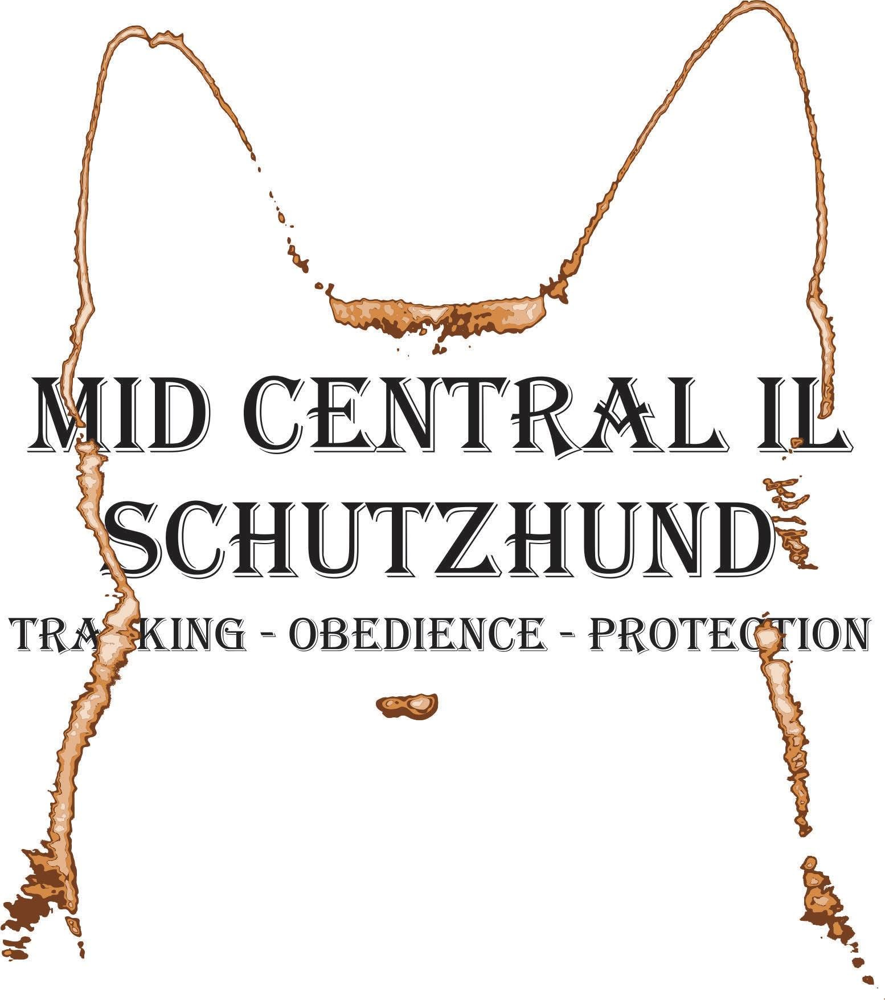 MID CENTRAL IL
SCHUTZHUND
TRACKING - OBEDIENCE - PROTECTION